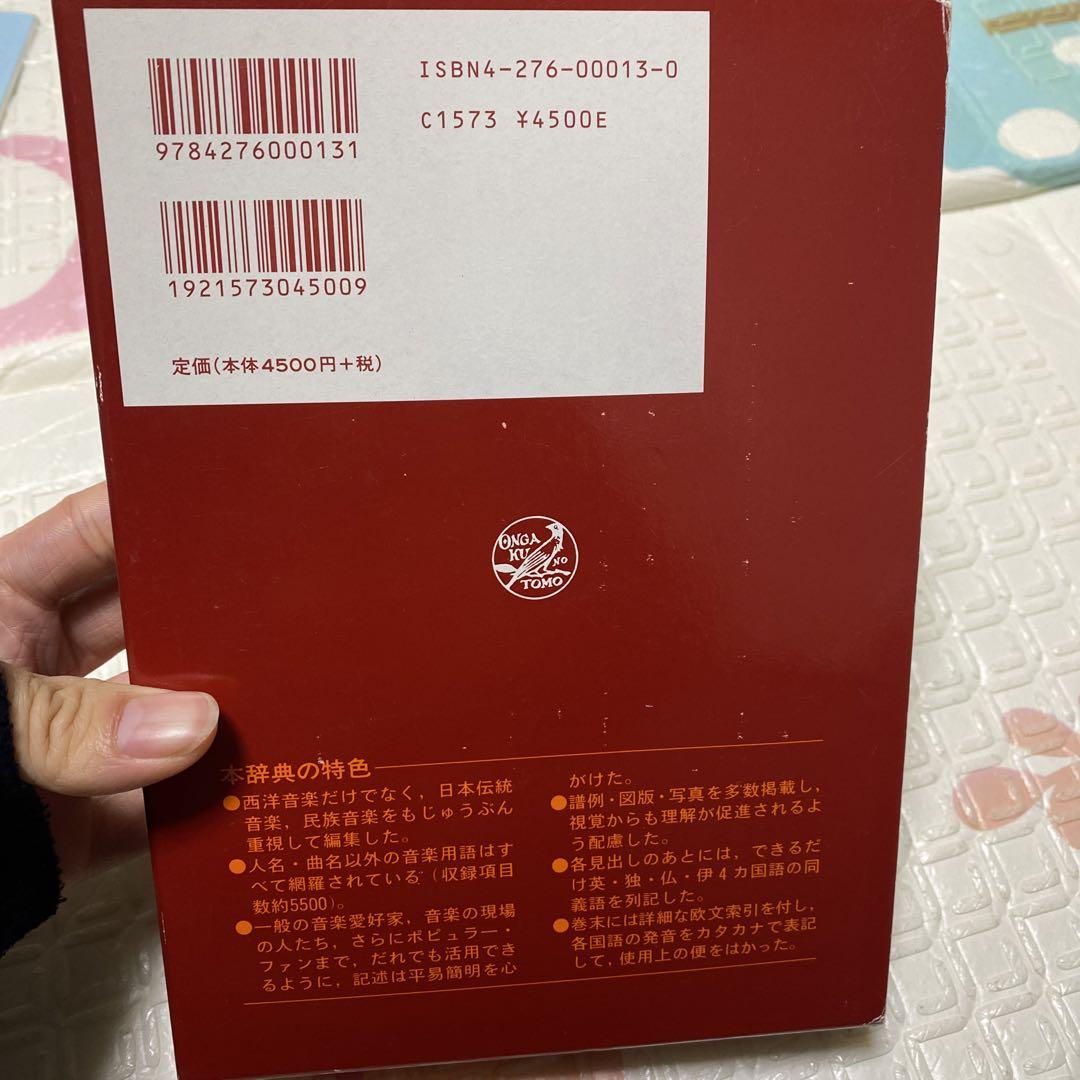 ISBN4-276-00013-0
C1573 ¥4500E
9784276000131
1921573045009
定価(本体4500円+税)
ONGA
KU
NO
TOMO
本辞典の特色
●西洋音楽だけでなく，日本伝統
音楽，民族音楽をもじゅうぶん
重視して編集した。
●人名・曲名以外の音楽用語はす
べて網羅されている（収録項目
数約5500）。
●一般の音楽愛好家，音楽の現場
の人たち，さらにポピュラー・
ファンまで，だれでも活用でき
るように，記述は平易簡明を心
がけた。
●譜例・図版・写真を多数掲載し，
視覚からも理解が促進されるよ
う配慮した。
●各見出しのあとには，できるだ
け英・独・仏・伊4カ国語の同
義語を列記した。
●巻末には詳細な欧文索引を付し，
各国語の発音をカタカナで表記
して，使用上の便をはかった。